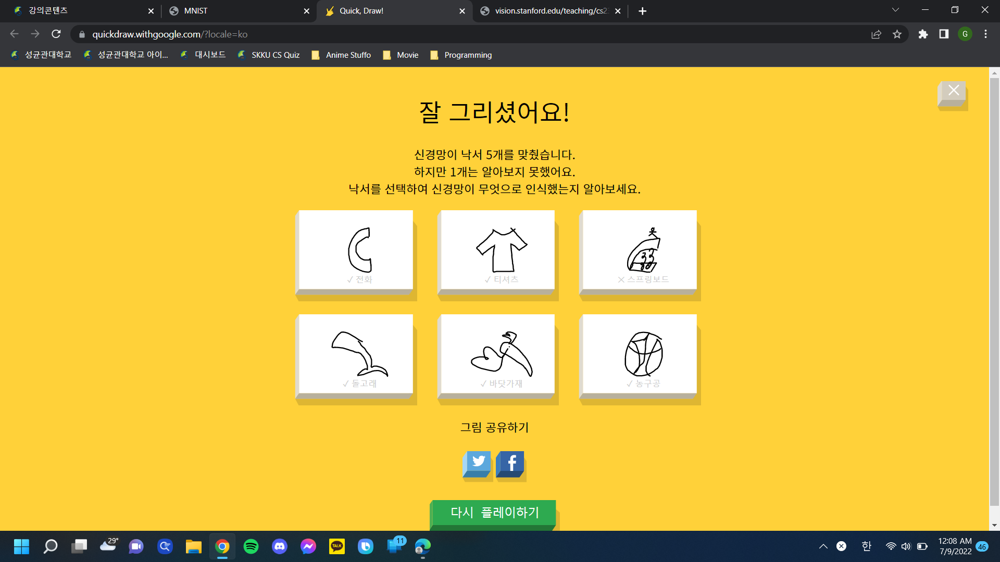 강의콘텐츠
MNIST
Quick, Draw!
vision.stanford.edu/teaching/cs23
quickdraw.withgoogle.com/?locale=ko
G
성균관대학교
성균관대학교 아이...
대시보드
SKKU CS Quiz
Anime Stuffo
Movie
Programming
잘 그리셨어요!
신경망이 낙서 5개를 맞췄습니다.
하지만 1개는 알아보지 못했어요.
낙서를 선택하여 신경망이 무엇으로 인식했는지 알아보세요.
전화
티셔츠
스프링보드
돌고래
바닷가재
농구공
그림 공유하기
다시 플레이하기
29°
TALK
11
한
12:08 AM
7/9/2022
46